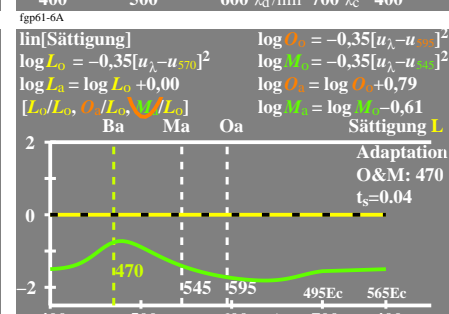 400 500 600 λd/nm 700 λc 400
fgp61-6A
lin[Sättigung] log Oo = –0,35[uλ–u595]²
log Lo = –0,35[uλ–u570]² log Mo = –0,35[uλ–u545]²
log La = log Lo +0,00 log Oa = log Oo+0,79
[Lo/Lo, Oa/Lo, Ma/Lo] log Ma = log Mo–0,61
Ba Ma Oa Sättigung L
2 Adaptation
O&M: 470
ts=0.04
0
470
–2 545 595 495Ec 565Ec